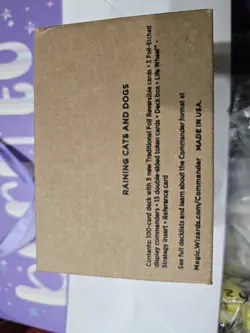 RAINING CATS AND DOGS
Contents: 100-card deck with 5 new Traditional Foil Reversible cards • 3 Foil-Etched
display commanders • 13 double-sided token cards • Deck box • Life Wheel™ •
Strategy insert • Reference card
See full decklists and learn about the Commander format at
Magic.Wizards.com/Commander MADE IN USA.